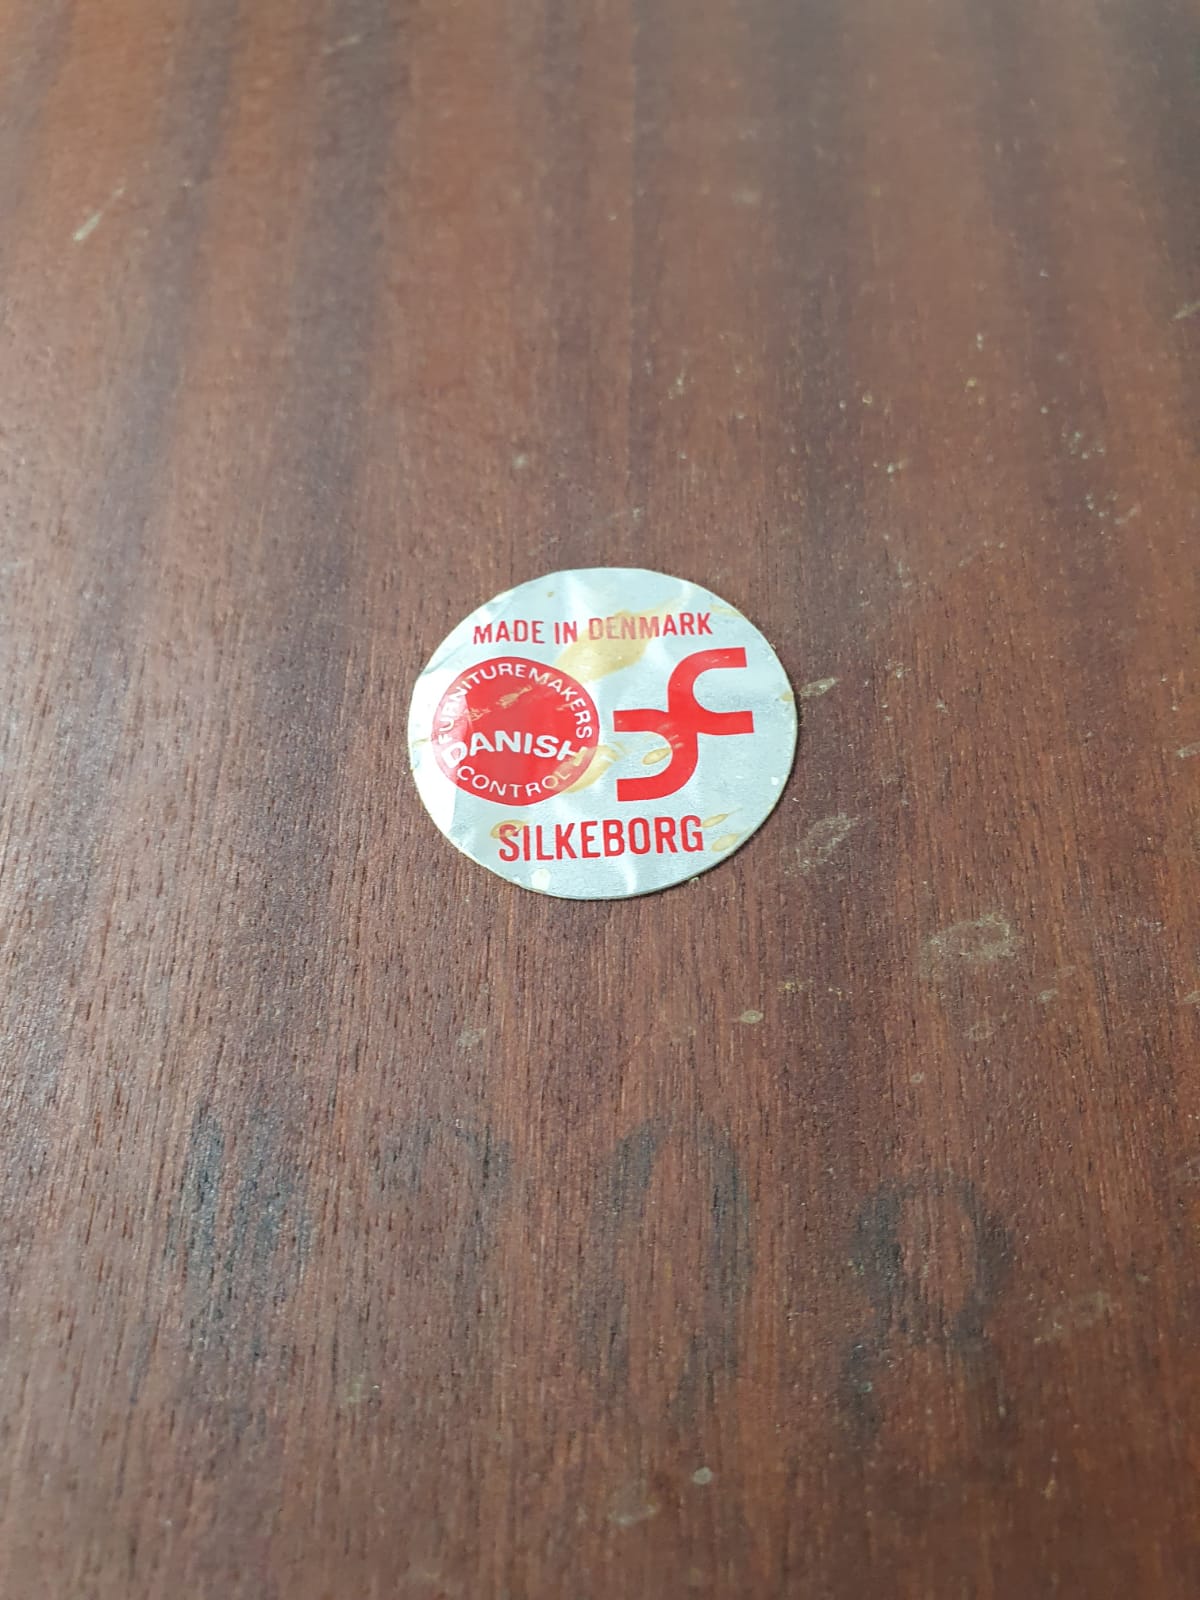 MADE IN DENMARK
FURNITUREMAKERS
DANISH
CONTROL
SILKEBORG